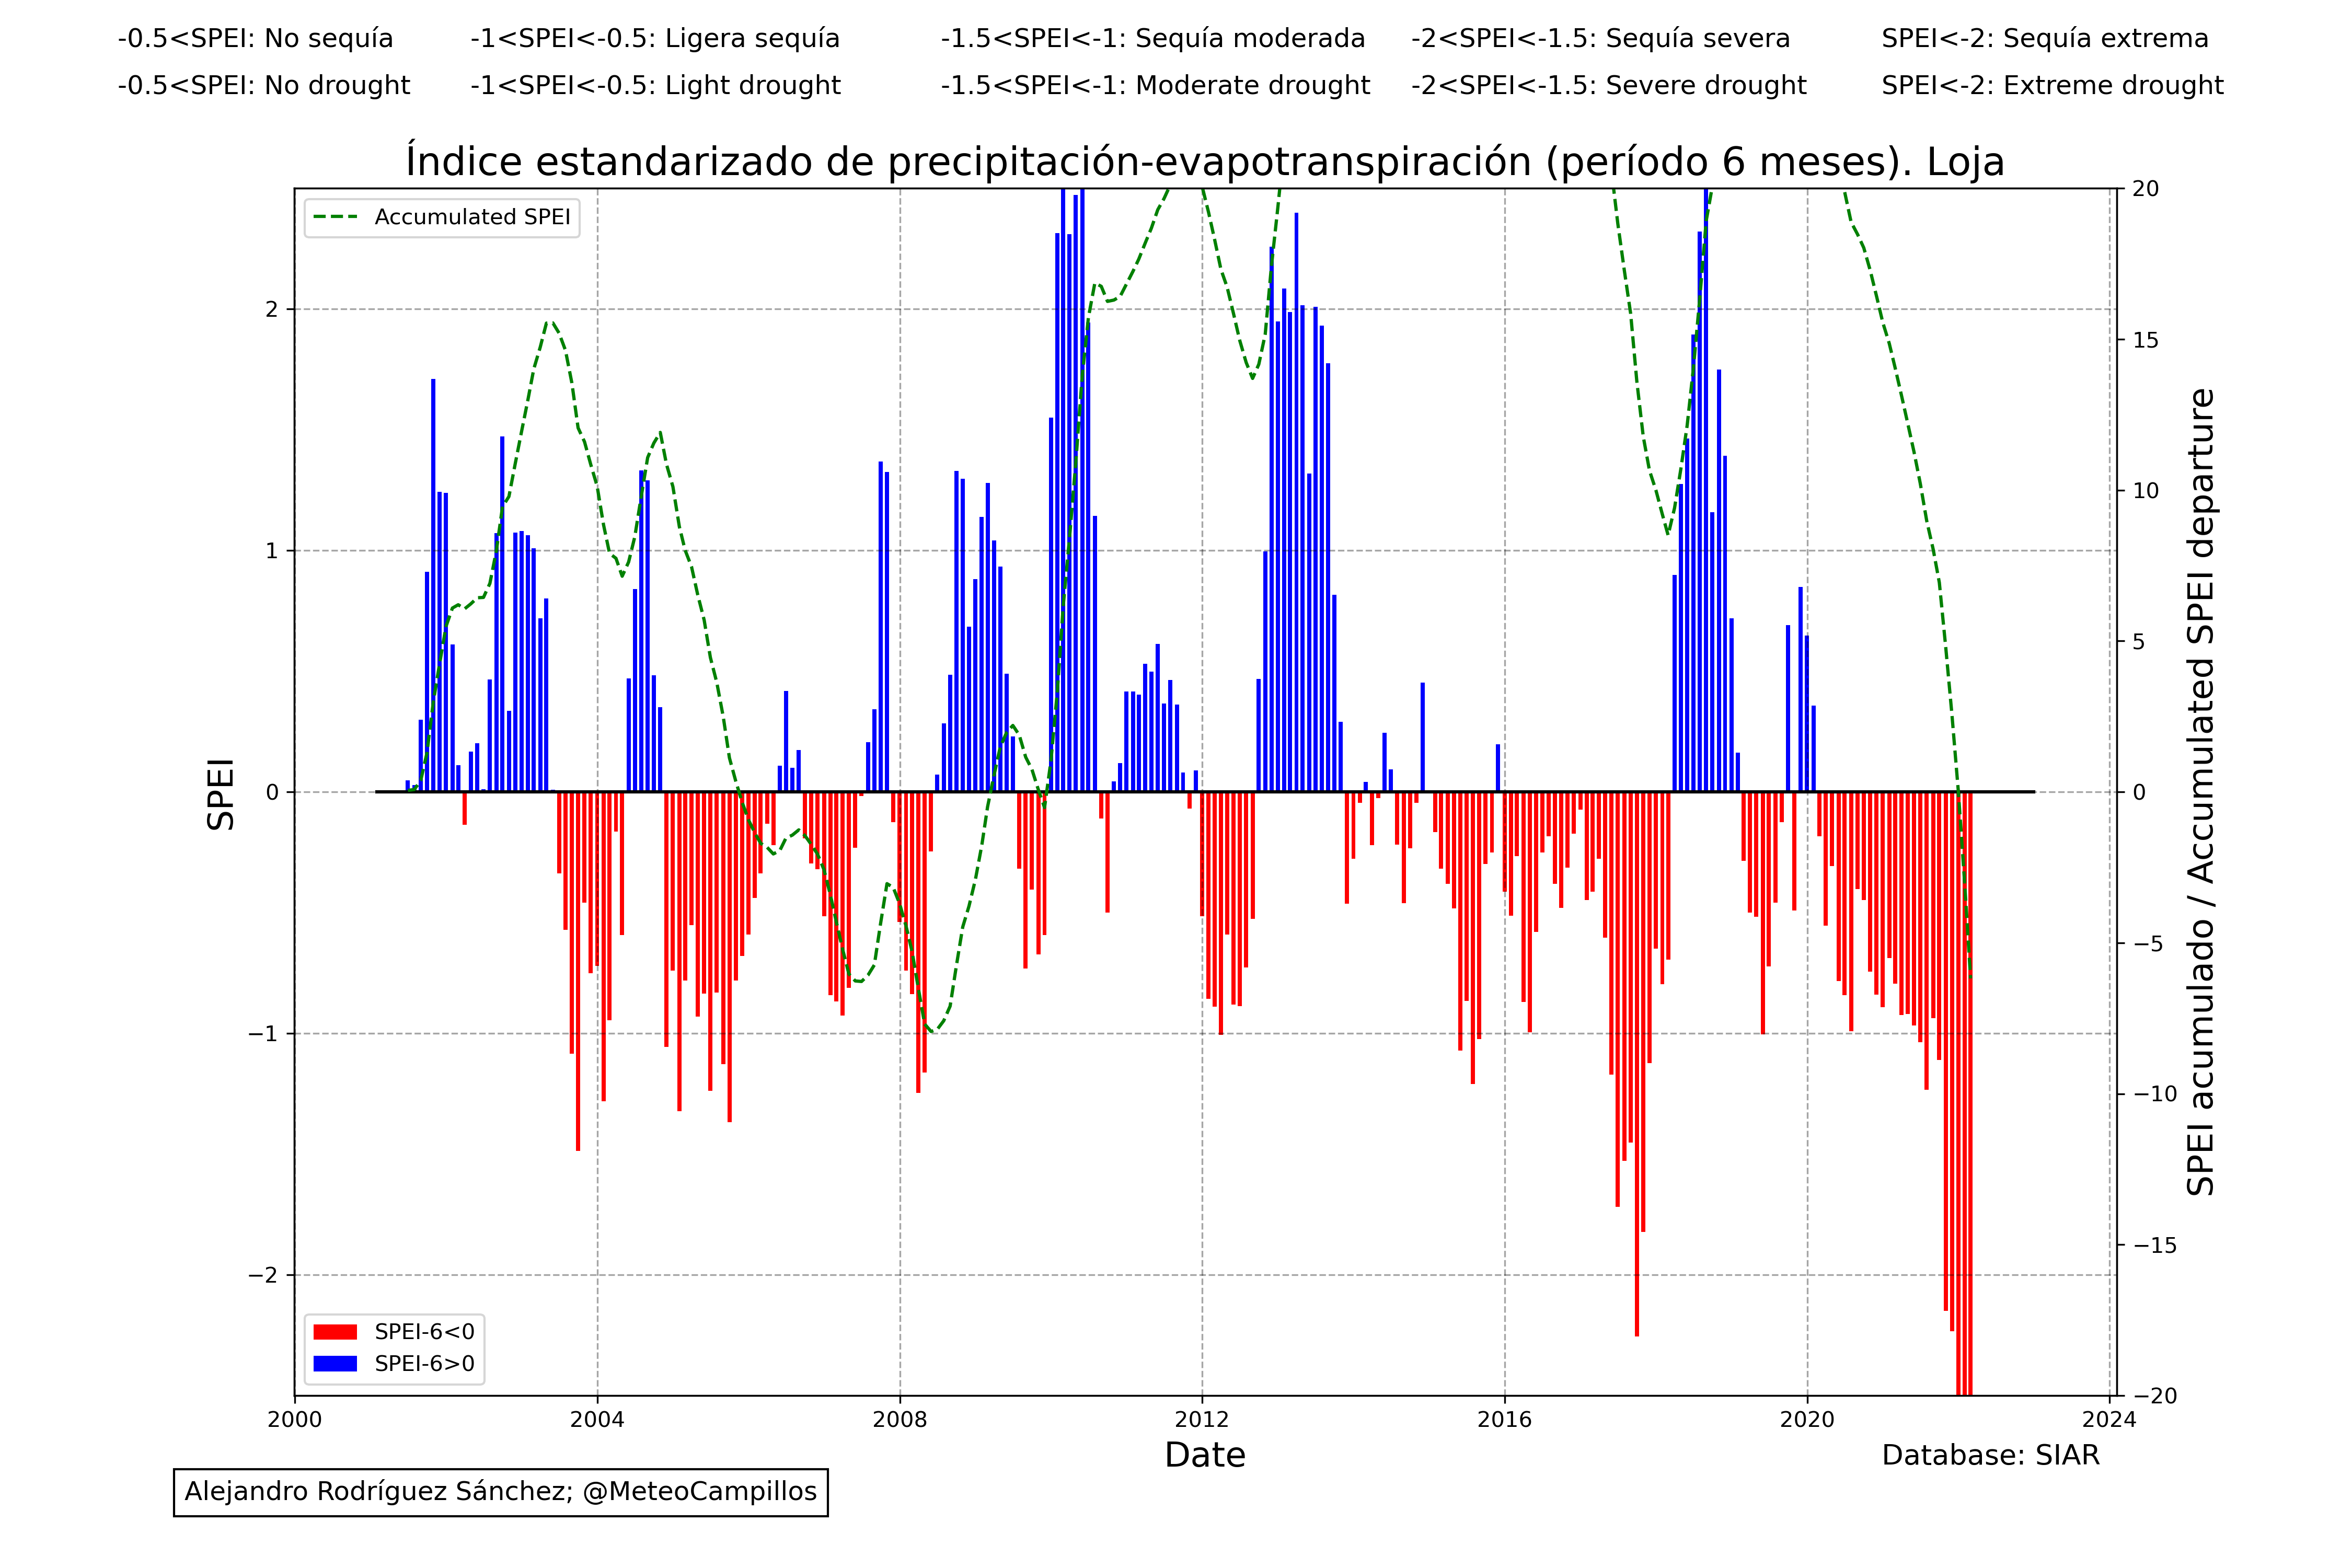 -0.5<SPEI: No sequía -1<SPEI<-0.5: Ligera sequía -1.5<SPEI<-1: Sequía moderada -2<SPEI<-1.5: Sequía severa SPEI<-2: Sequía extrema
-0.5<SPEI: No drought -1<SPEI<-0.5: Light drought -1.5<SPEI<-1: Moderate drought -2<SPEI<-1.5: Severe drought SPEI<-2: Extreme drought
Índice estandarizado de precipitación-evapotranspiración (período 6 meses). Loja
Accumulated SPEI
SPEI
2
1
0
−1
−2
20
15
10
5
0
−5
−10
−15
−20
SPEI acumulado / Accumulated SPEI departure
SPEI-6<0
SPEI-6>0
2000 2004 2008 2012 2016 2020 2024
Date
Database: SIAR
Alejandro Rodríguez Sánchez; @MeteoCampillos